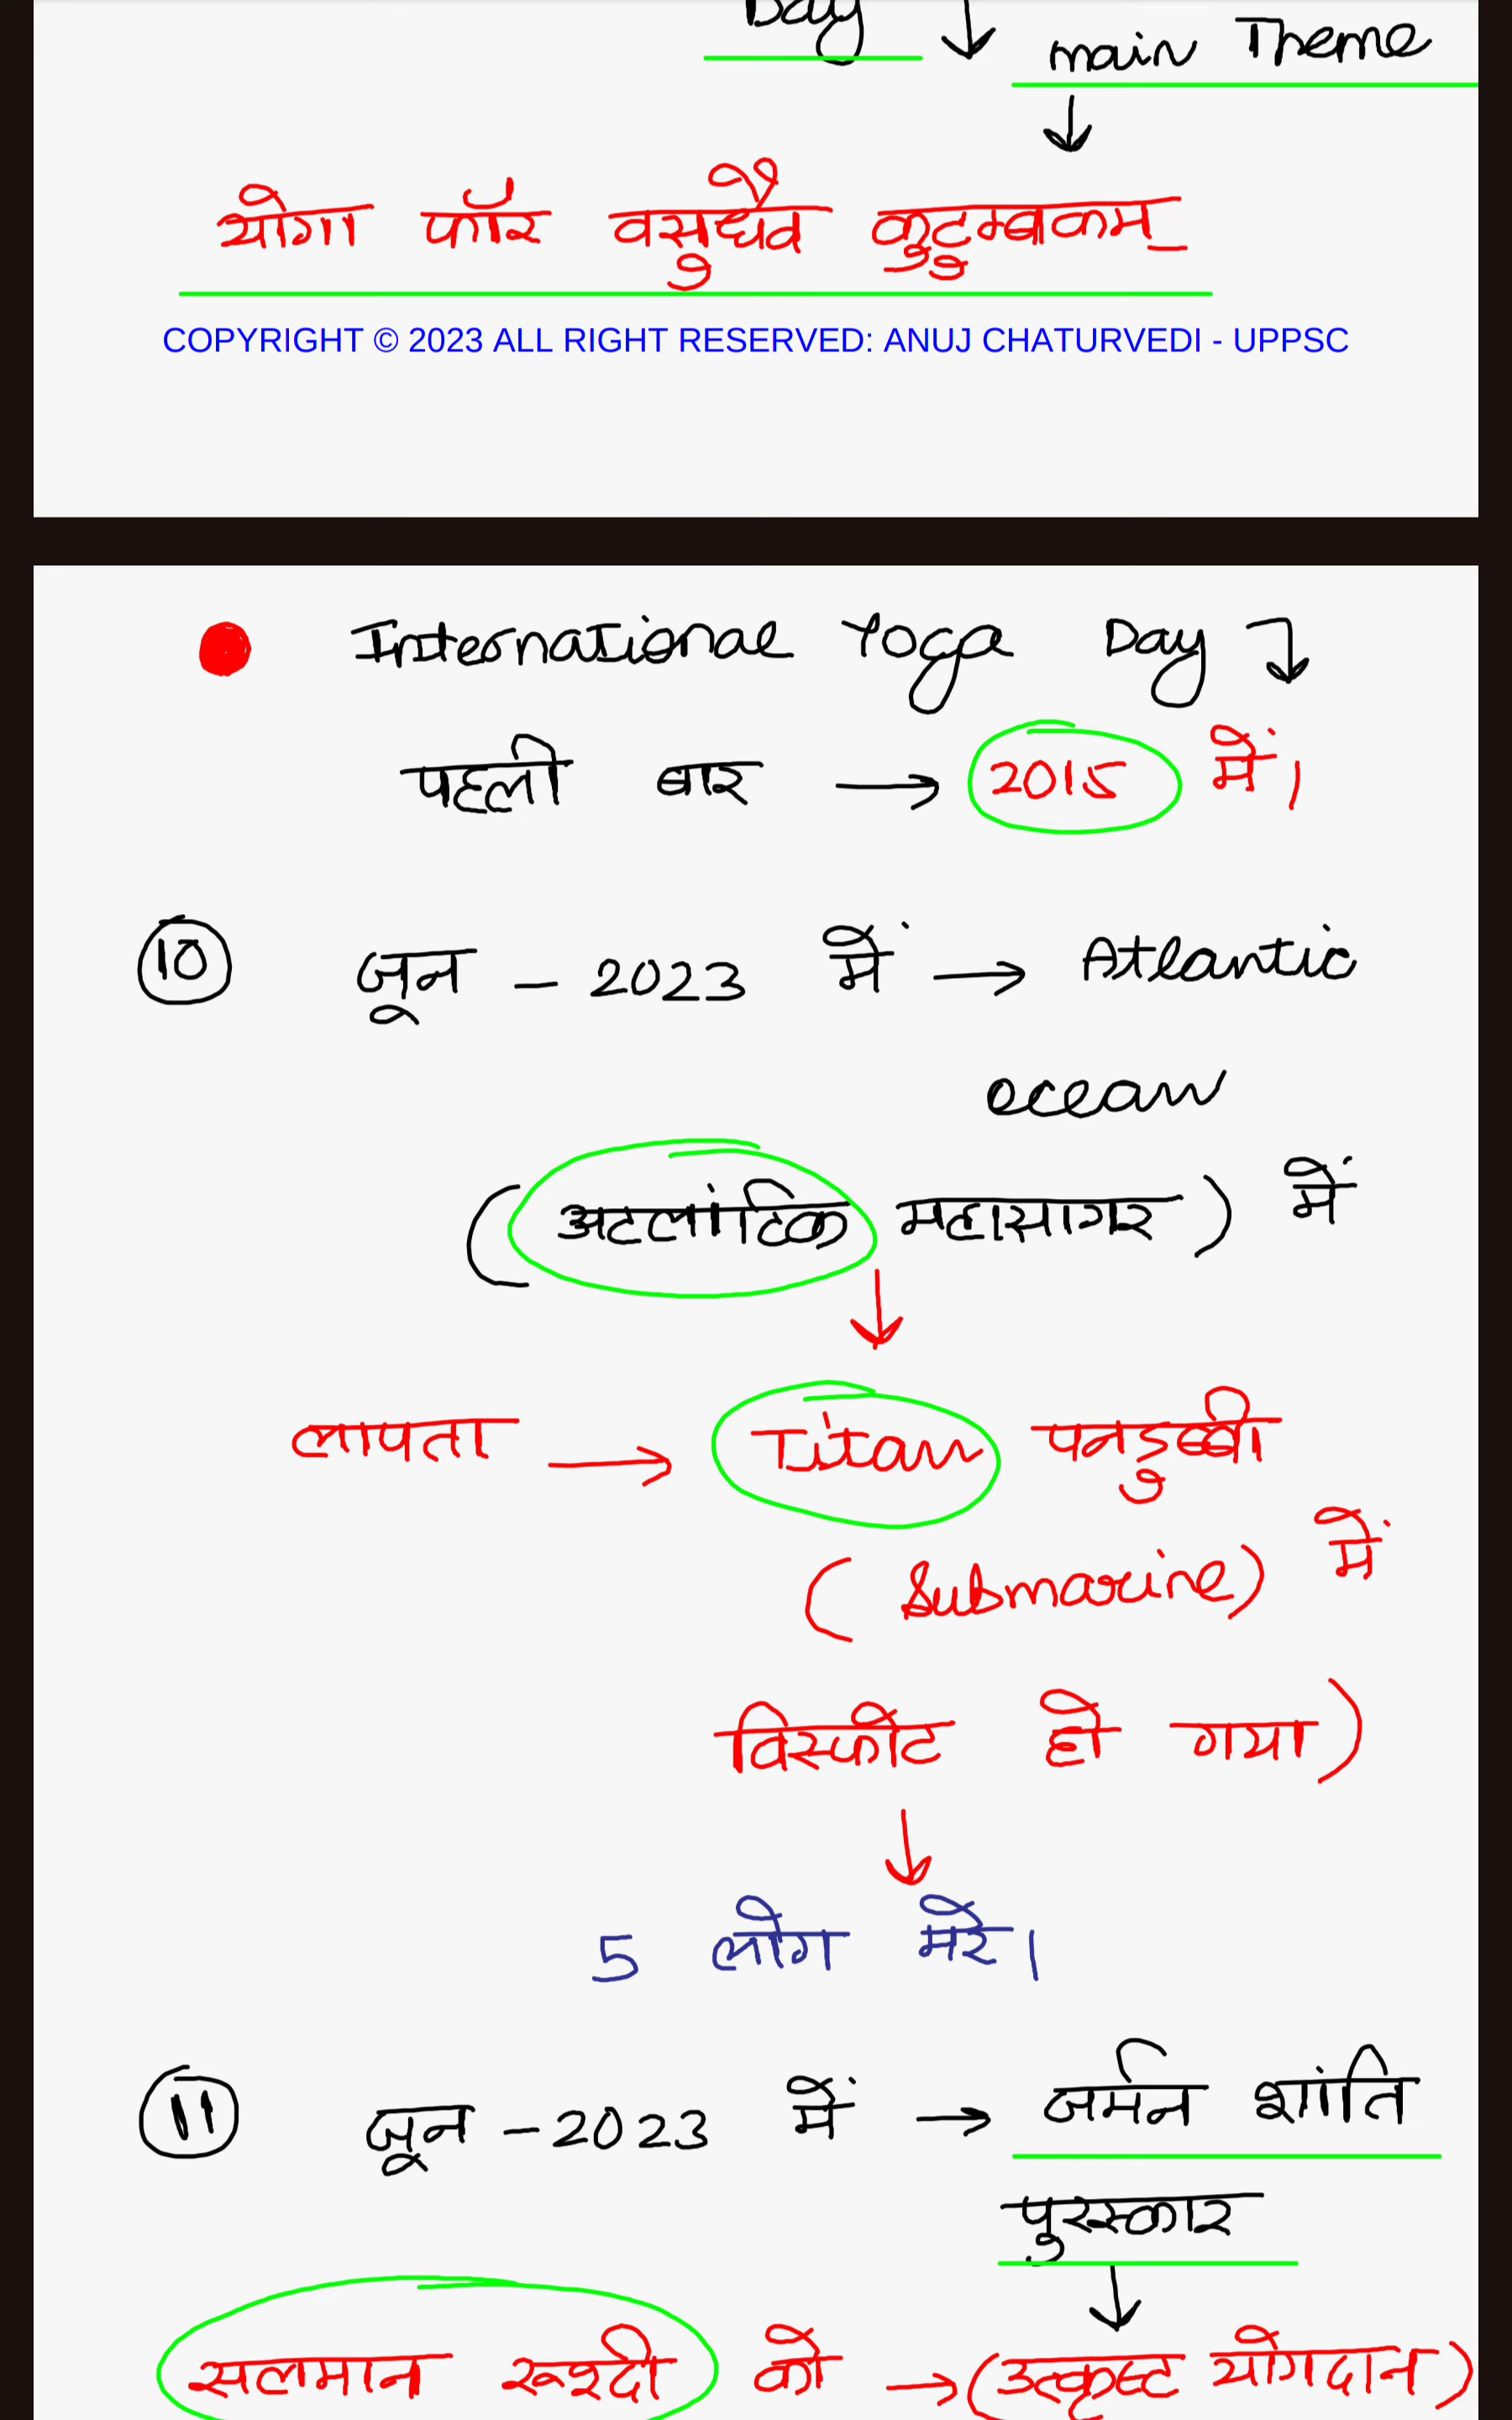 Day ↓ main Theme
↓
योग फॉर वसुधैव कुटुम्बकम्
COPYRIGHT © 2023 ALL RIGHT RESERVED: ANUJ CHATURVEDI - UPPSC
International Yoga Day ↓
पहली बार → 2015 में।
10 जून - 2023 में → Atlantic
ocean
(अटलांटिक महासागर) में
↓
लापता → Titan पनडुब्बी
(Submarine) में
विस्फोट हो गया)
↓
5 लोग मरे।
11 जून - 2023 में → जर्मन शांति
पुरस्कार
↓
सलमान रुश्दी को → (उत्कृष्ट योगदान)